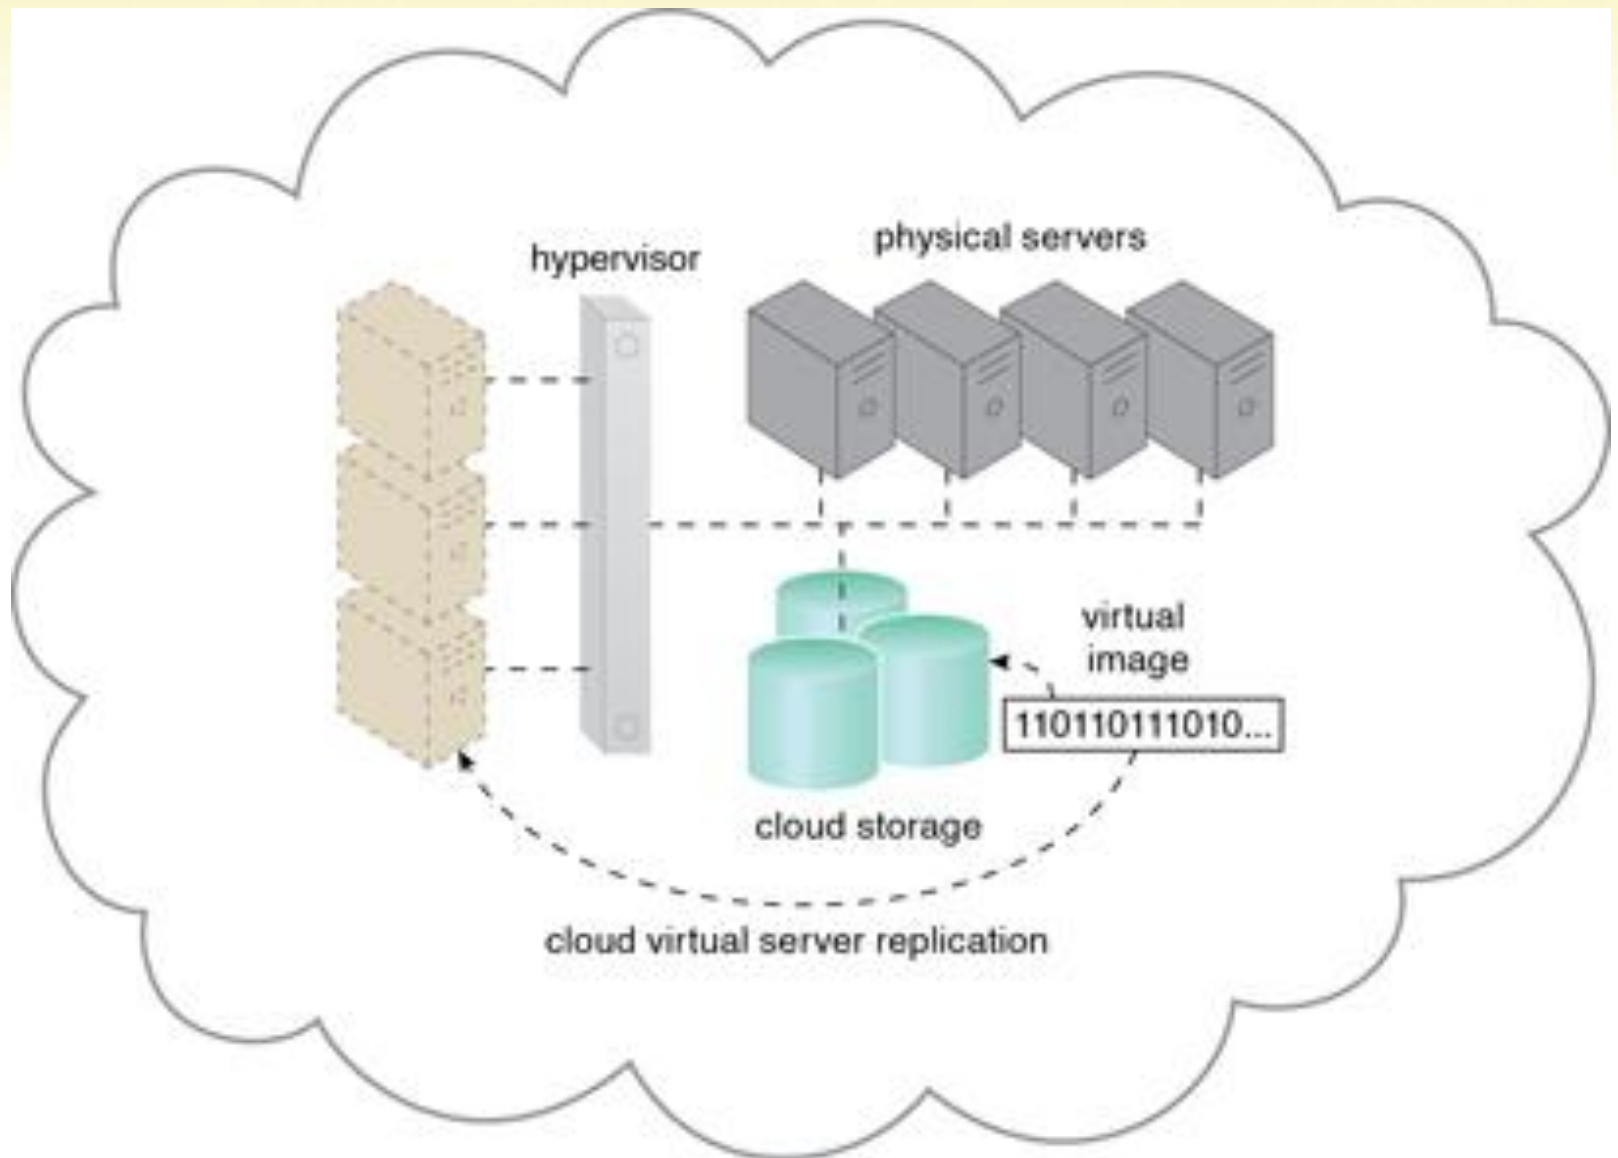 hypervisor
physical servers
virtual
image
110110111010...
cloud storage
cloud virtual server replication